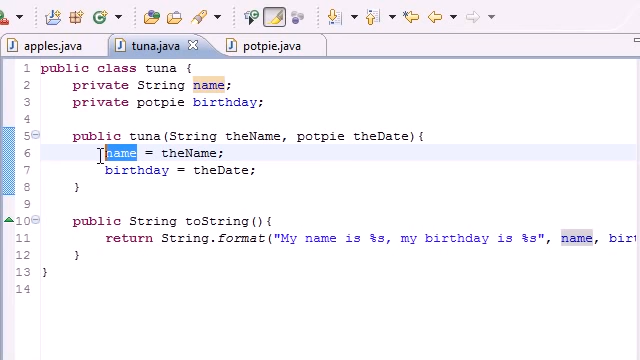 apples.java tuna.java potpie.java
1 public class tuna {
2 private String name;
3 private potpie birthday;
4
5 public tuna(String theName, potpie theDate){
6 name = theName;
7 birthday = theDate;
8 }
9
10 public String toString(){
11 return String.format("My name is %s, my birthday is %s", name, birt
12 }
13 }
14